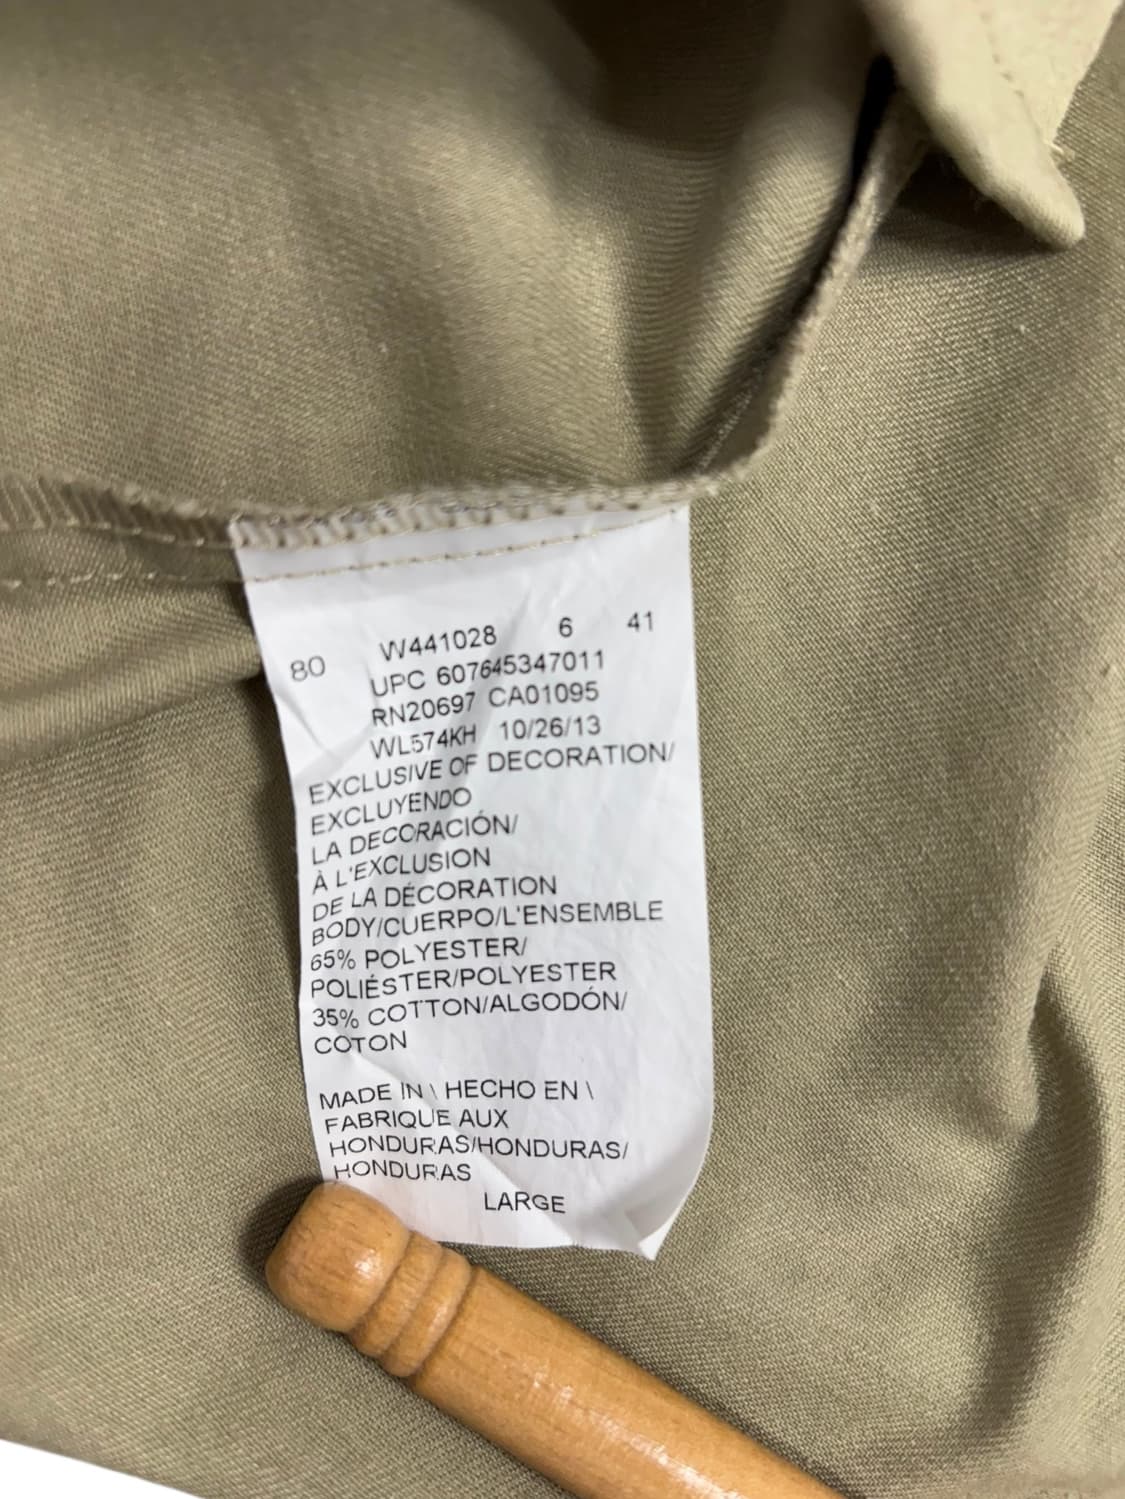 80 W441028 6 41
UPC 607645347011
RN20697 CA01095
WL574KH 10/26/13
EXCLUSIVE OF DECORATION/
EXCLUYENDO
LA DECORACIÓN/
À L'EXCLUSION
DE LA DÉCORATION
BODY/CUERPO/L'ENSEMBLE
65% POLYESTER/
POLIÉSTER/POLYESTER
35% COTTON/ALGODÓN/
COTON
MADE IN \ HECHO EN \
FABRIQUE AUX
HONDURAS/HONDURAS/
HONDURAS
LARGE